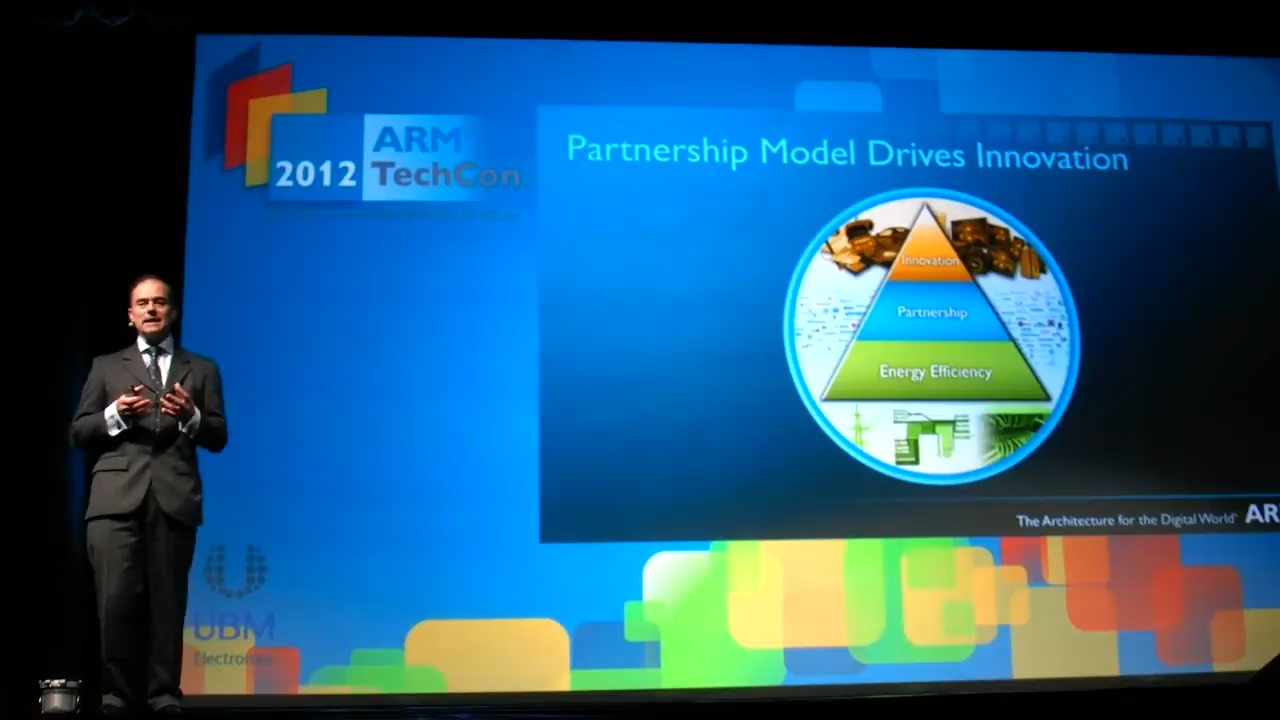 ARM
2012 TechCon
Partnership Model Drives Innovation
Innovation
Partnership
Energy Efficiency
The Architecture for the Digital World® AR
UBM
Electronics